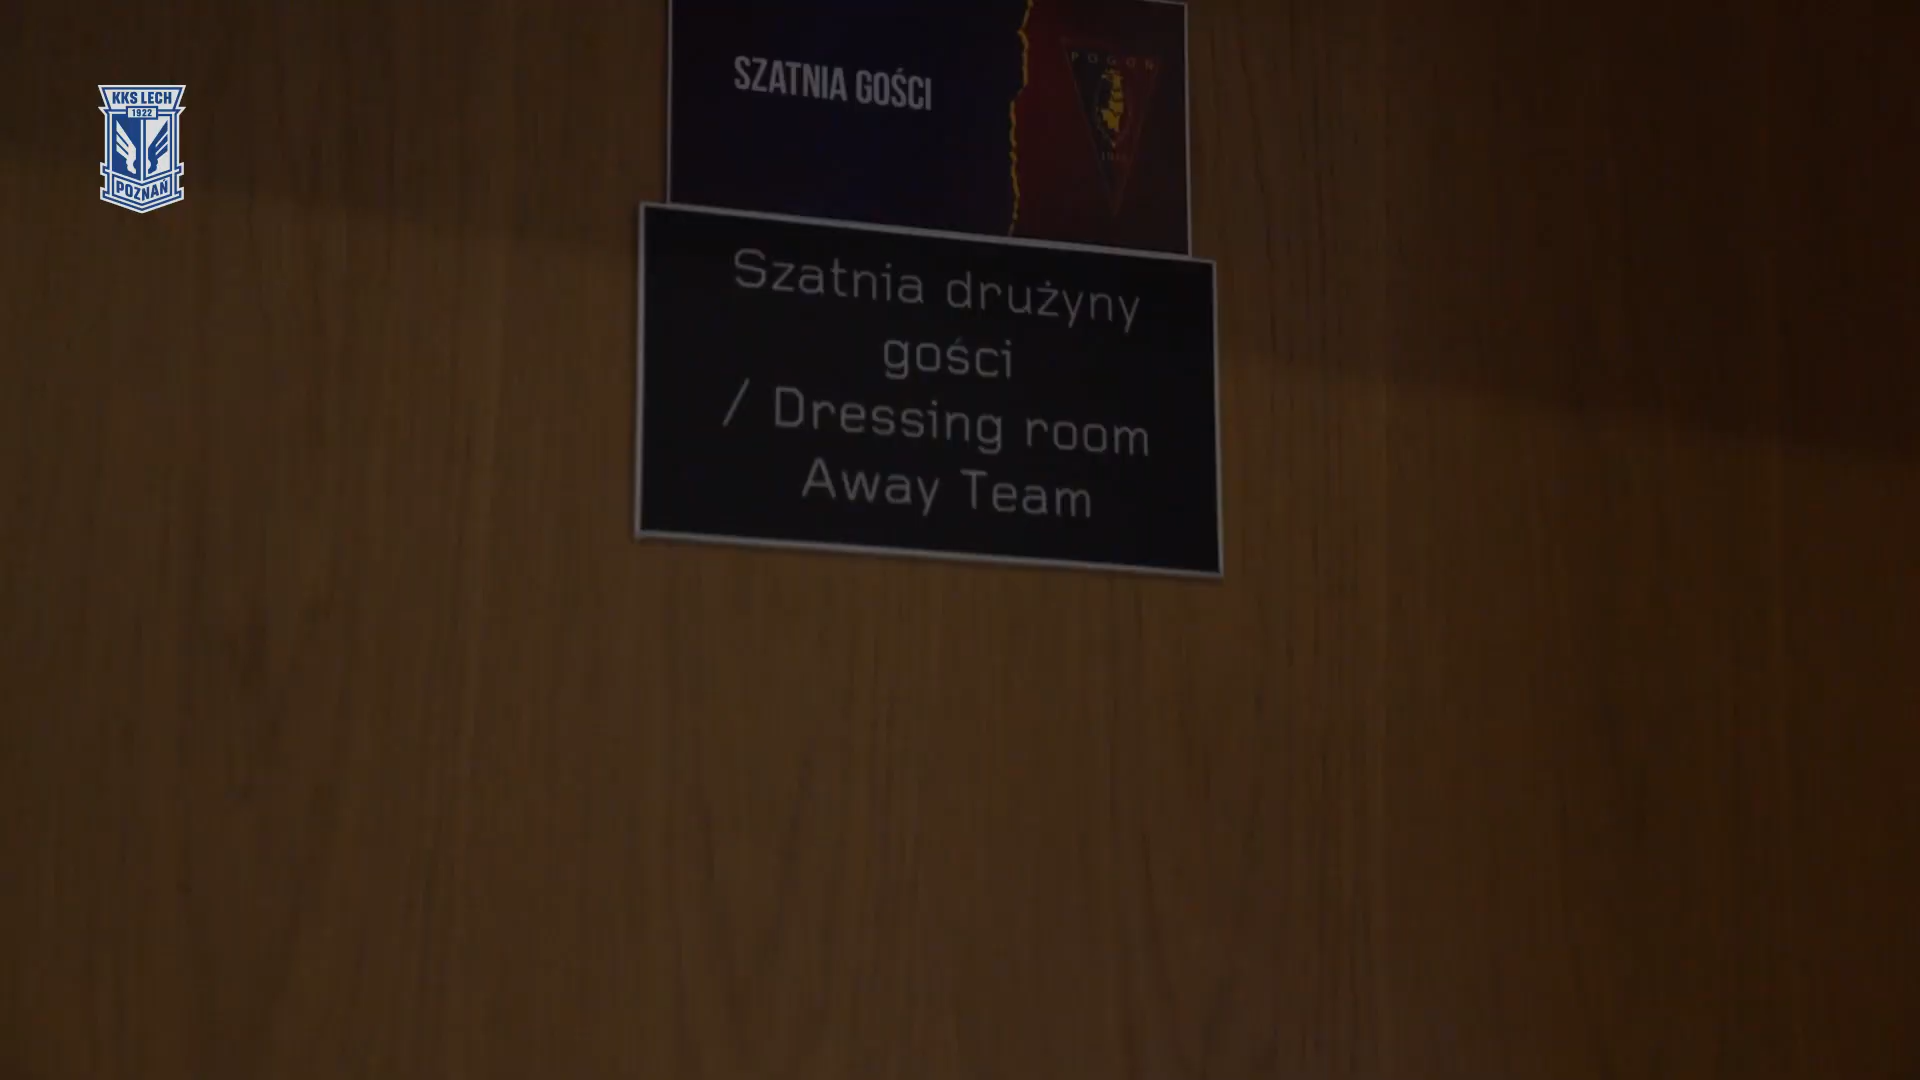 KKS LECH
1922
POZNAŃ
SZATNIA GOŚCI
POGOŃ
Szatnia drużyny
gości
/ Dressing room
Away Team